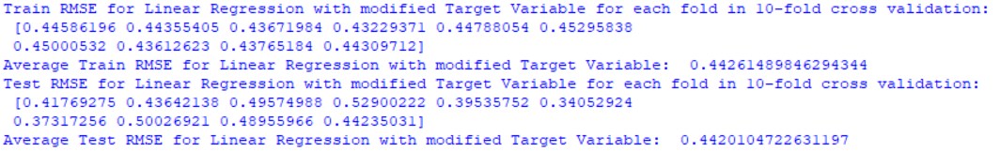 Train RMSE for Linear Regression with modified Target Variable for each fold in 10-fold cross validation:
[0.44586196 0.44355405 0.43671984 0.43229371 0.44788054 0.45295838
0.45000532 0.43612623 0.43765184 0.44309712]
Average Train RMSE for Linear Regression with modified Target Variable:  0.44261489846294344
Test RMSE for Linear Regression with modified Target Variable for each fold in 10-fold cross validation:
[0.41769275 0.43642138 0.49574988 0.52900222 0.39535752 0.34052924
0.37317256 0.50026921 0.48955966 0.44235031]
Average Test RMSE for Linear Regression with modified Target Variable:  0.4420104722631197